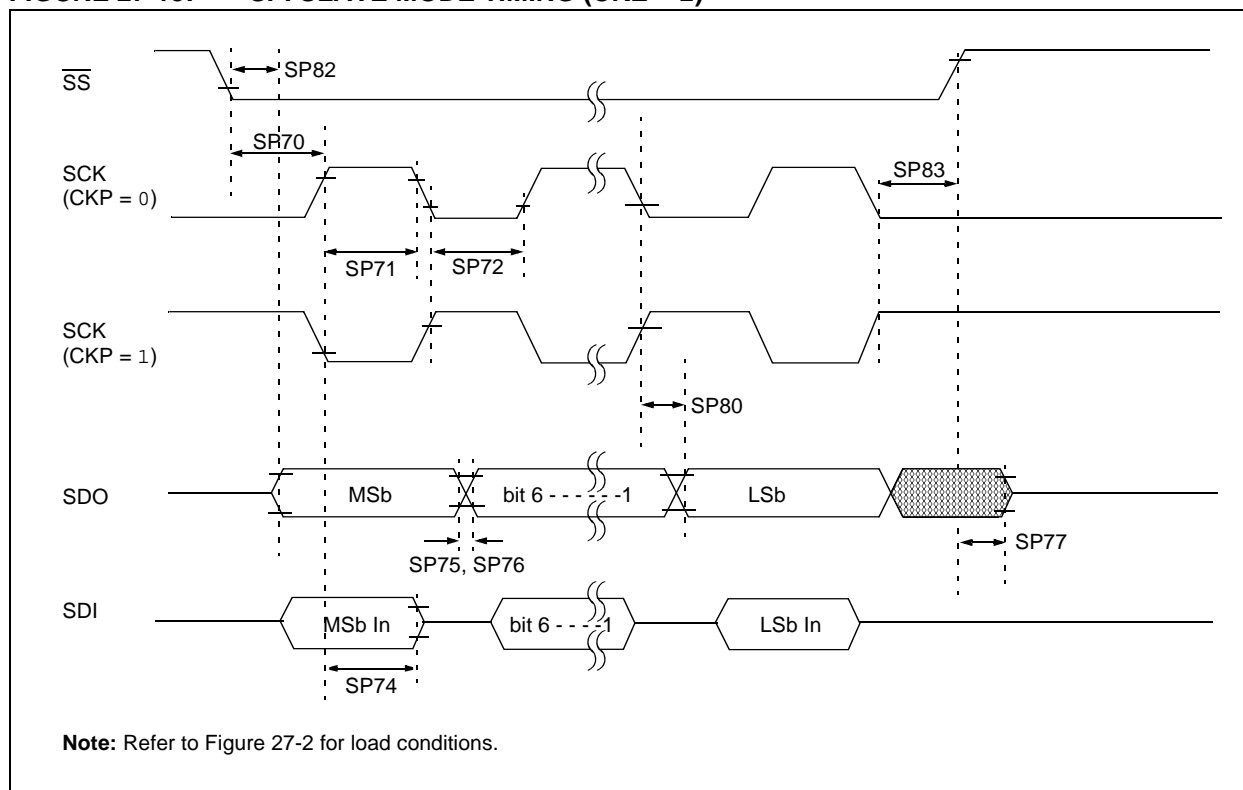 SS
SP82
SP70
SCK
(CKP = 0)
SP83
SP71
SP72
SCK
(CKP = 1)
SP80
SDO
MSb
bit 6 - - - - - -1
LSb
SP75, SP76
SP77
SDI
MSb In
bit 6 - - - -1
LSb In
SP74
Note: Refer to Figure 27-2 for load conditions.